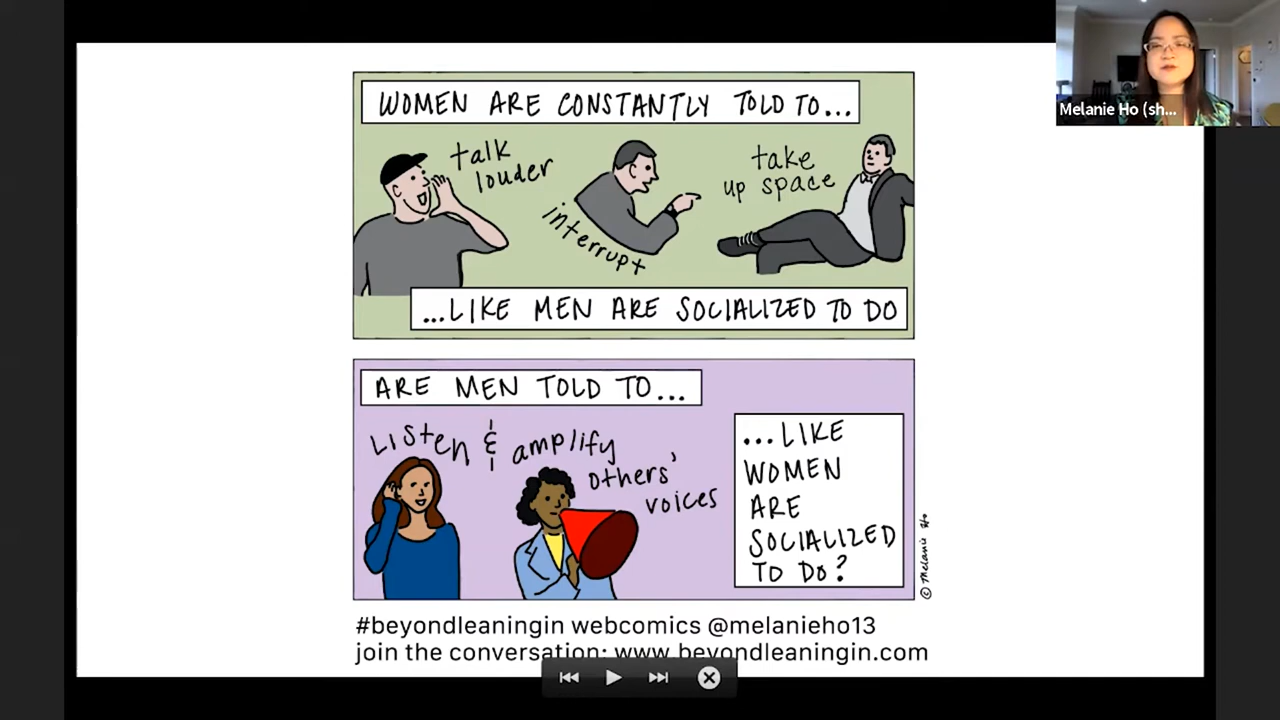 Melanie Ho (sh...
WOMEN ARE CONSTANTLY TOLD TO...
talk
louder
interrupt
take
up space
...LIKE MEN ARE SOCIALIZED TO DO
ARE MEN TOLD TO...
Listen & amplify
others'
voices
...LIKE
WOMEN
ARE
SOCIALIZED
TO DO?
© Melanie Ho
#beyondleaningin webcomics @melanieho13
join the conversation: www.beyondleaningin.com